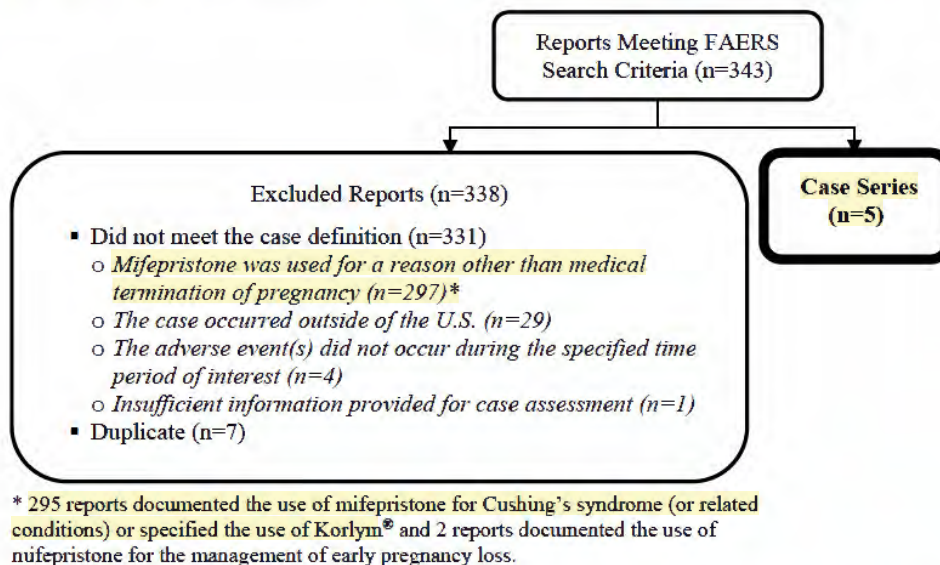 Reports Meeting FAERS
Search Criteria (n=343)
Excluded Reports (n=338)
▪ Did not meet the case definition (n=331)
o Mifepristone was used for a reason other than medical
termination of pregnancy (n=297)*
o The case occurred outside of the U.S. (n=29)
o The adverse event(s) did not occur during the specified time
period of interest (n=4)
o Insufficient information provided for case assessment (n=1)
▪ Duplicate (n=7)
Case Series
(n=5)
* 295 reports documented the use of mifepristone for Cushing's syndrome (or related
conditions) or specified the use of Korlym® and 2 reports documented the use of
mifepristone for the management of early pregnancy loss.